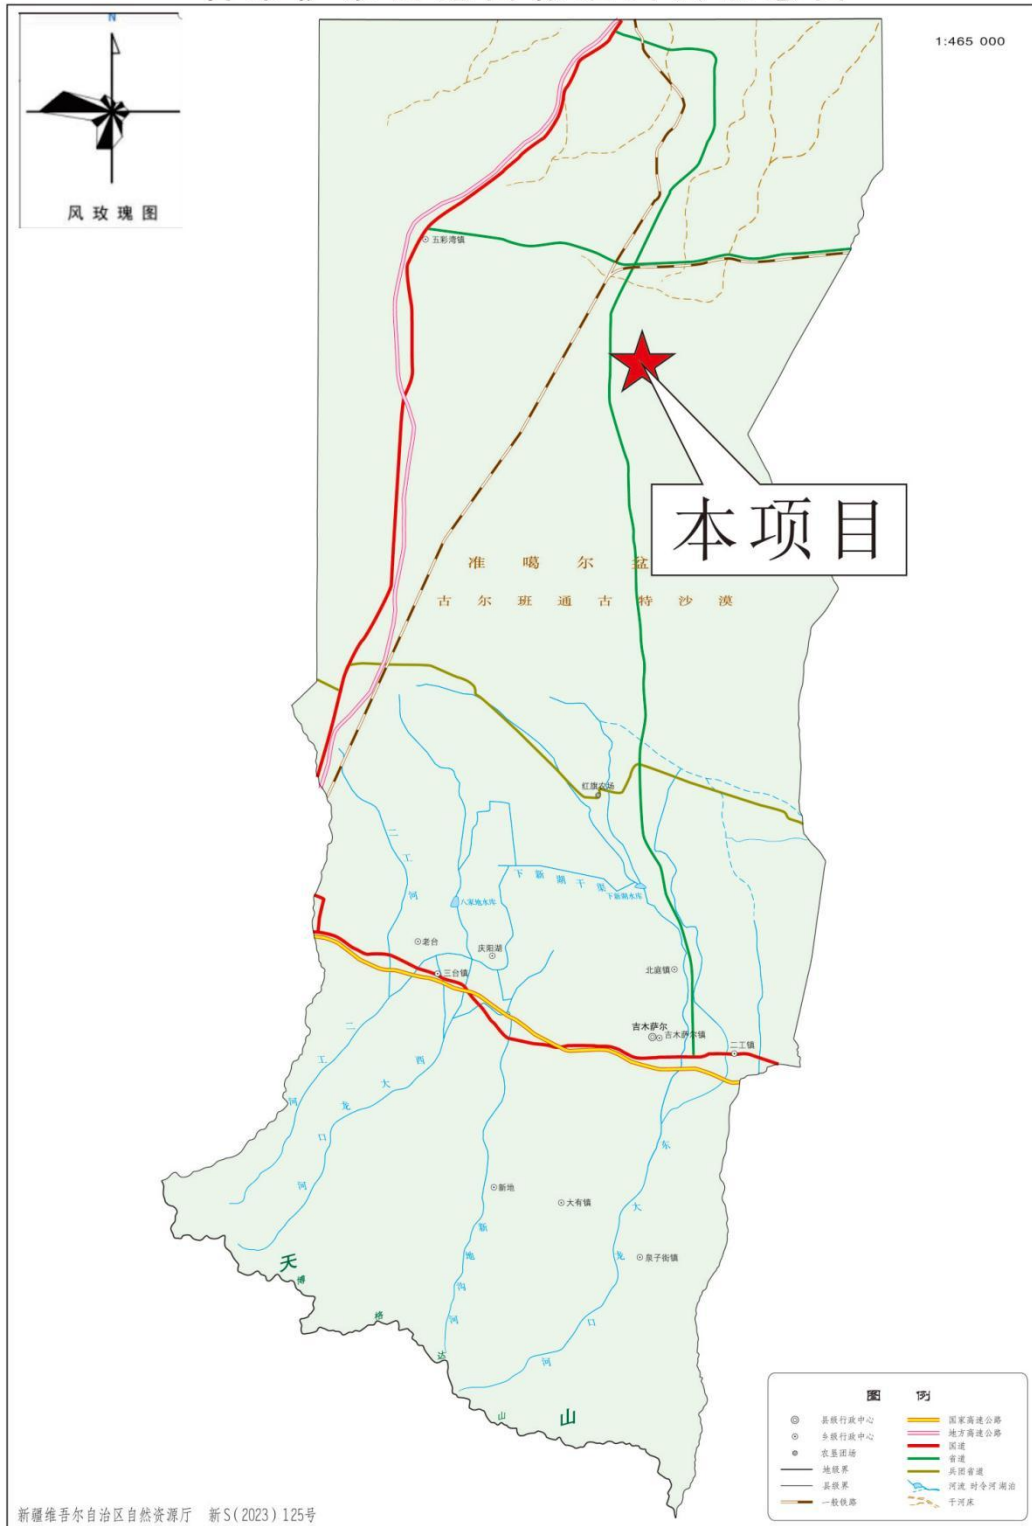 N
风玫瑰图
1:465 000
五彩湾镇
本项目
准噶尔盆
古尔班通古特沙漠
红旗农场
二工河
下新湖干渠
八家地水库
下新湖水库
老台
庆阳湖
三台镇
北庭镇
吉木萨尔
吉木萨尔镇
二工镇
二工河
西大龙口河
东大龙口河
新地
大有镇
新地沟河
泉子街镇
天山
博格达山
图例
县级行政中心
乡级行政中心
农垦团场
地级界
县级界
一般铁路
国家高速公路
地方高速公路
国道
省道
兵团省道
河流 时令河 湖泊
干河床
新疆维吾尔自治区自然资源厅 新S(2023)125号